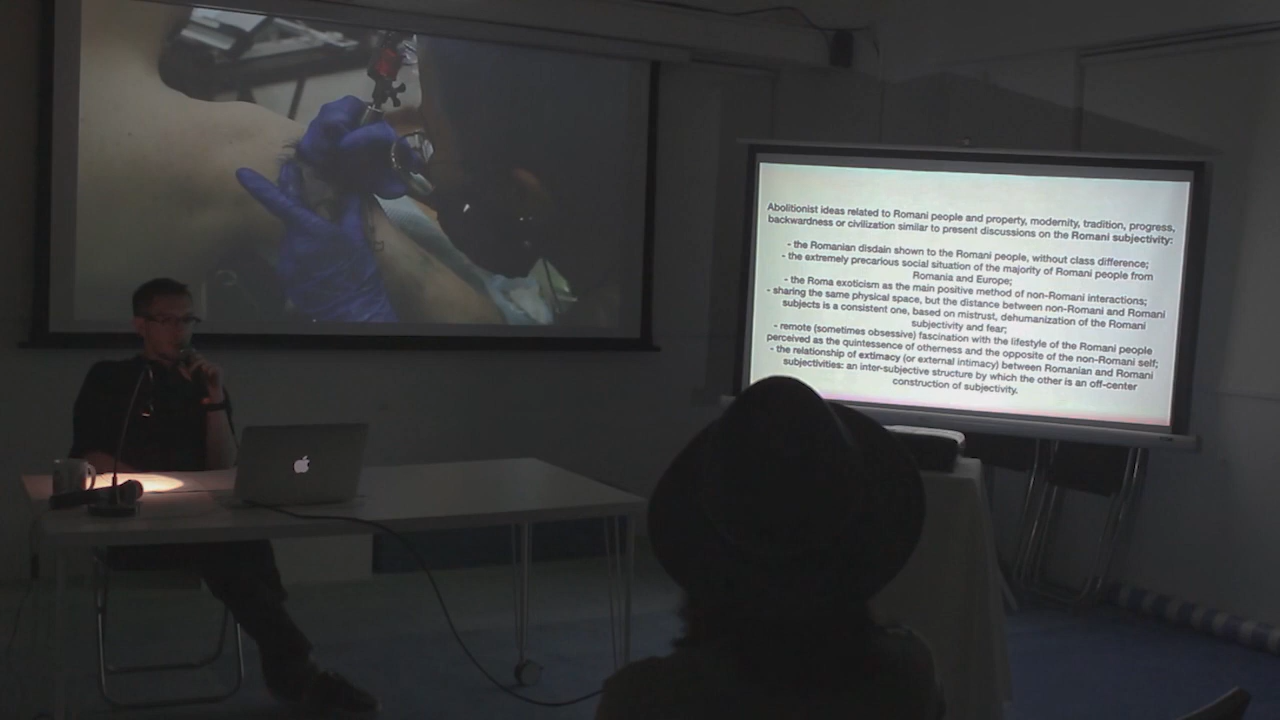 Abolitionist ideas related to Romani people and property, modernity, tradition, progress,
backwardness or civilization similar to present discussions on the Romani subjectivity:
- the Romanian disdain shown to the Romani people, without class difference;
- the extremely precarious social situation of the majority of Romani people from
Romania and Europe;
- the Roma exoticism as the main positive method of non-Romani interactions;
- sharing the same physical space, but the distance between non-Romani and Romani
subjects is a consistent one, based on mistrust, dehumanization of the Romani
subjectivity and fear;
- remote (sometimes obsessive) fascination with the lifestyle of the Romani people
perceived as the quintessence of otherness and the opposite of the non-Romani self;
- the relationship of extimacy (or external intimacy) between Romanian and Romani
subjectivities: an inter-subjective structure by which the other is an off-center
construction of subjectivity.